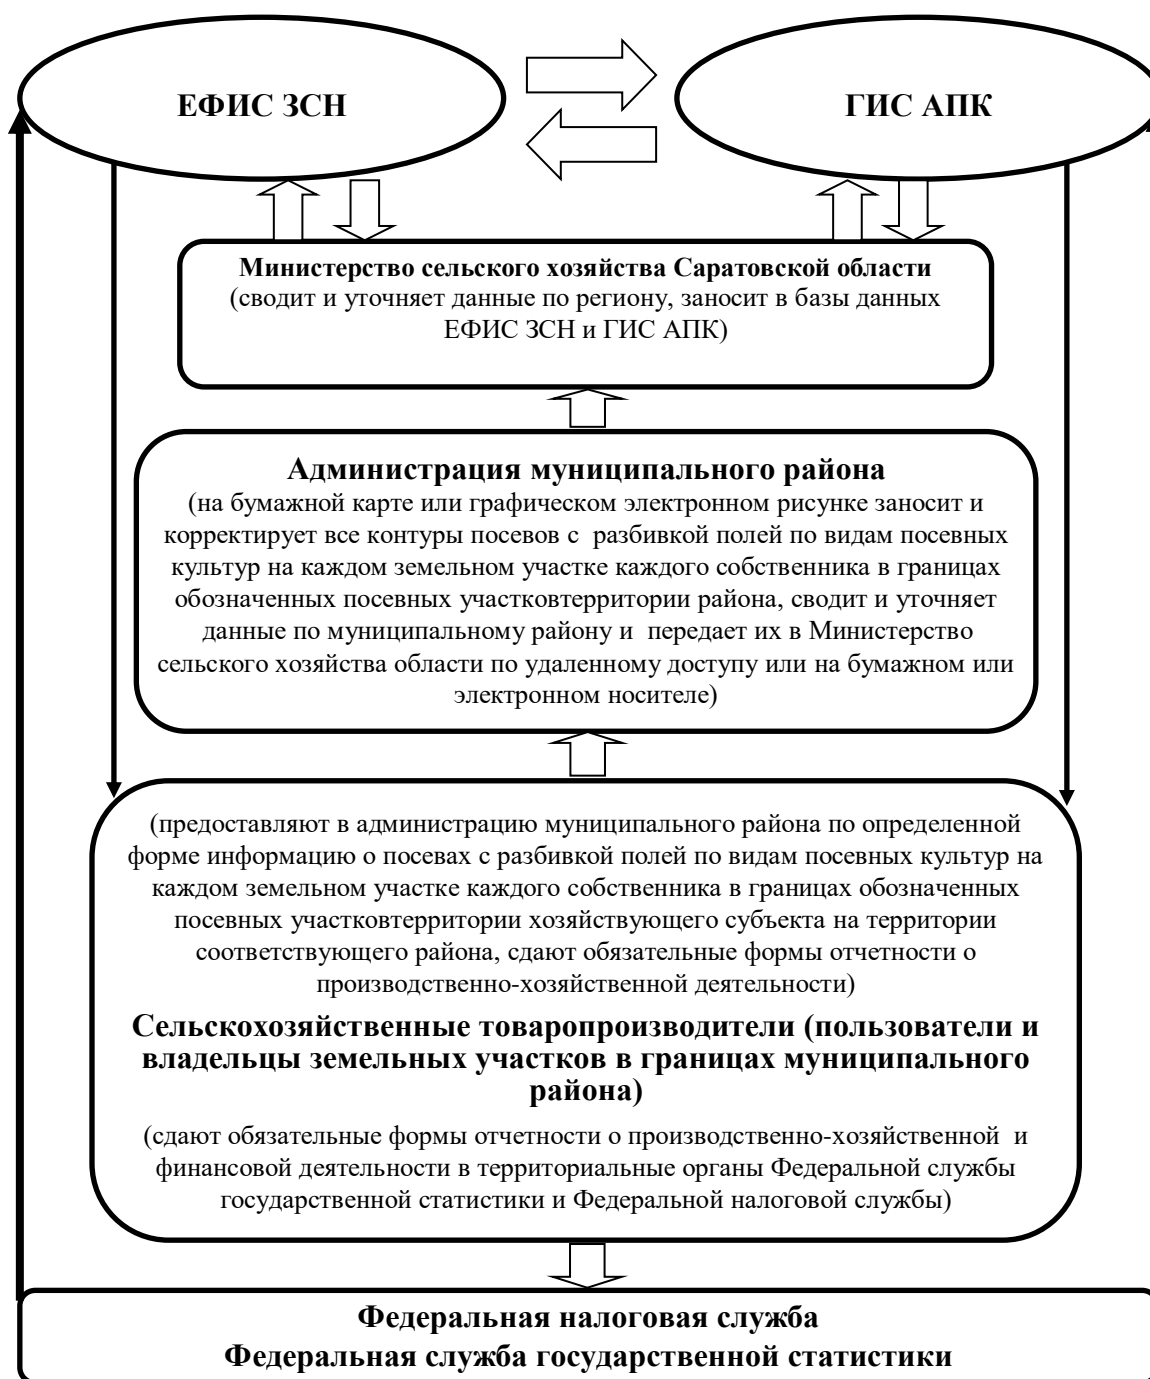 ЕФИС ЗСН
ГИС АПК
Министерство сельского хозяйства Саратовской области
(сводит и уточняет данные по региону, заносит в базы данных
ЕФИС ЗСН и ГИС АПК)
Администрация муниципального района
(на бумажной карте или графическом электронном рисунке заносит и
корректирует все контуры посевов с разбивкой полей по видам посевных
культур на каждом земельном участке каждого собственника в границах
обозначенных посевных участковтерритории района, сводит и уточняет
данные по муниципальному району и передает их в Министерство
сельского хозяйства области по удаленному доступу или на бумажном или
электронном носителе)
(предоставляют в администрацию муниципального района по определенной
форме информацию о посевах с разбивкой полей по видам посевных культур на
каждом земельном участке каждого собственника в границах обозначенных
посевных участковтерритории хозяйствующего субъекта на территории
соответствующего района, сдают обязательные формы отчетности о
производственно-хозяйственной деятельности)
Сельскохозяйственные товаропроизводители (пользователи и
владельцы земельных участков в границах муниципального
района)
(сдают обязательные формы отчетности о производственно-хозяйственной и
финансовой деятельности в территориальные органы Федеральной службы
государственной статистики и Федеральной налоговой службы)
Федеральная налоговая служба
Федеральная служба государственной статистики